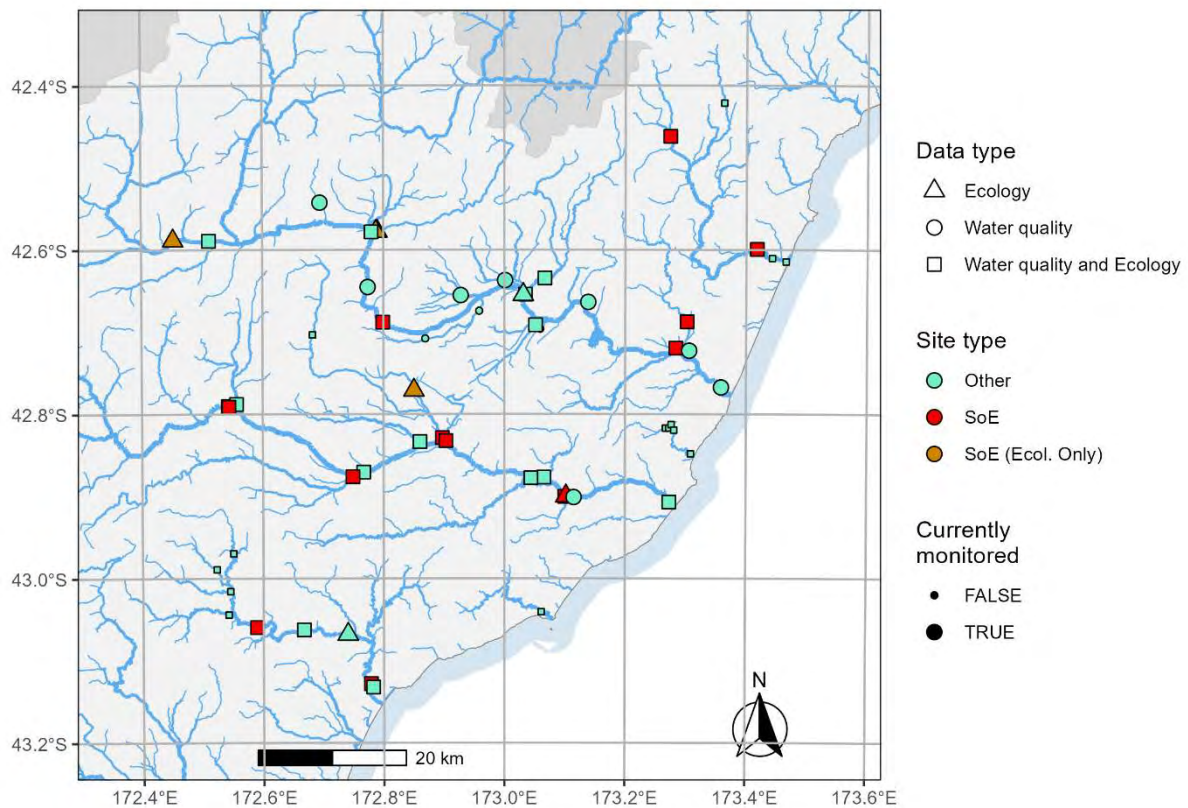 42.4°S
42.6°S
42.8°S
43.0°S
43.2°S
172.4°E
172.6°E
172.8°E
173.0°E
173.2°E
173.4°E
173.6°E
20 km
N
Data type
Ecology
Water quality
Water quality and Ecology
Site type
Other
SoE
SoE (Ecol. Only)
Currently
monitored
FALSE
TRUE